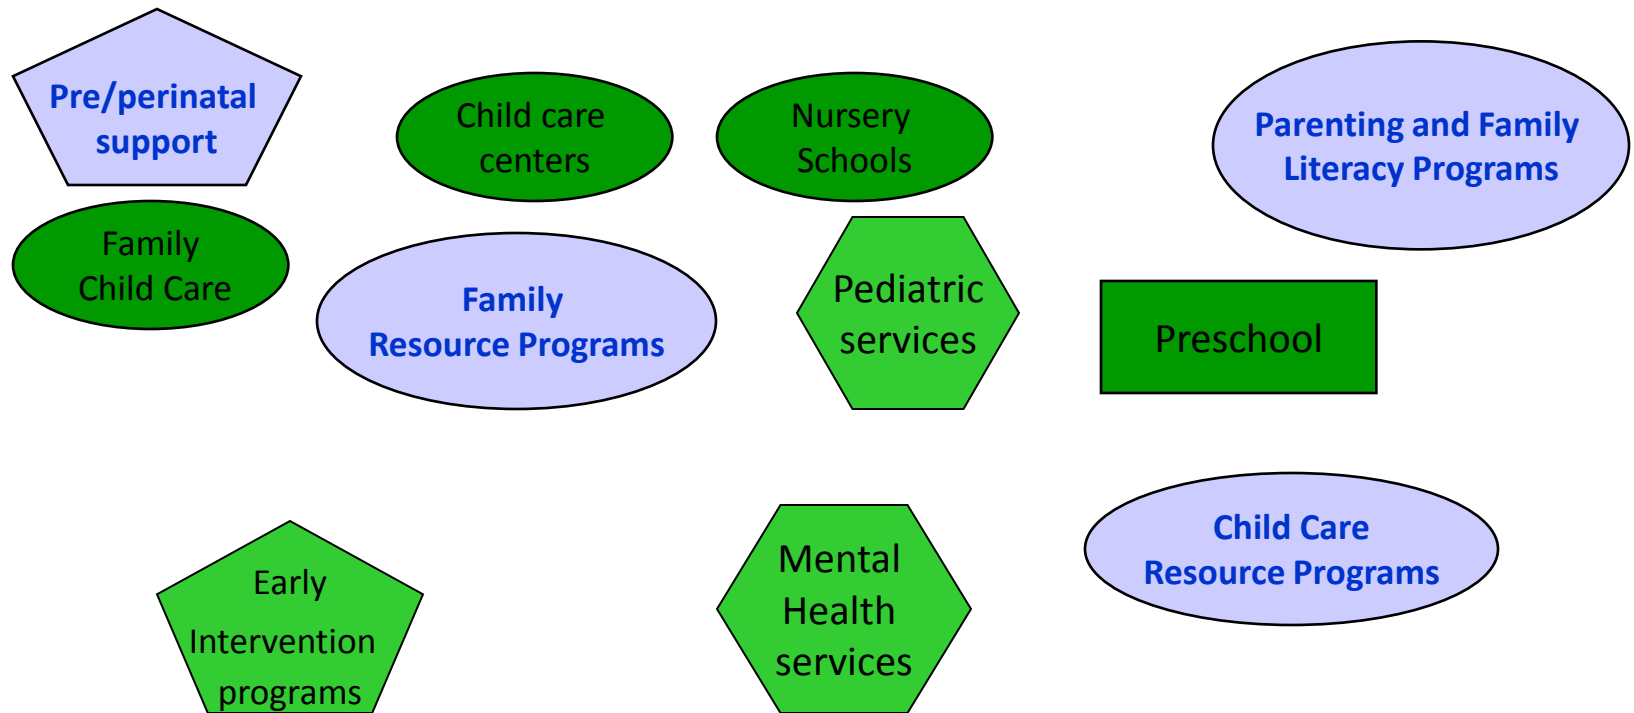 Pre/perinatal
support
Child care
centers
Nursery
Schools
Parenting and Family
Literacy Programs
Family
Child Care
Family
Resource Programs
Pediatric
services
Preschool
Early
Intervention
programs
Mental
Health
services
Child Care
Resource Programs